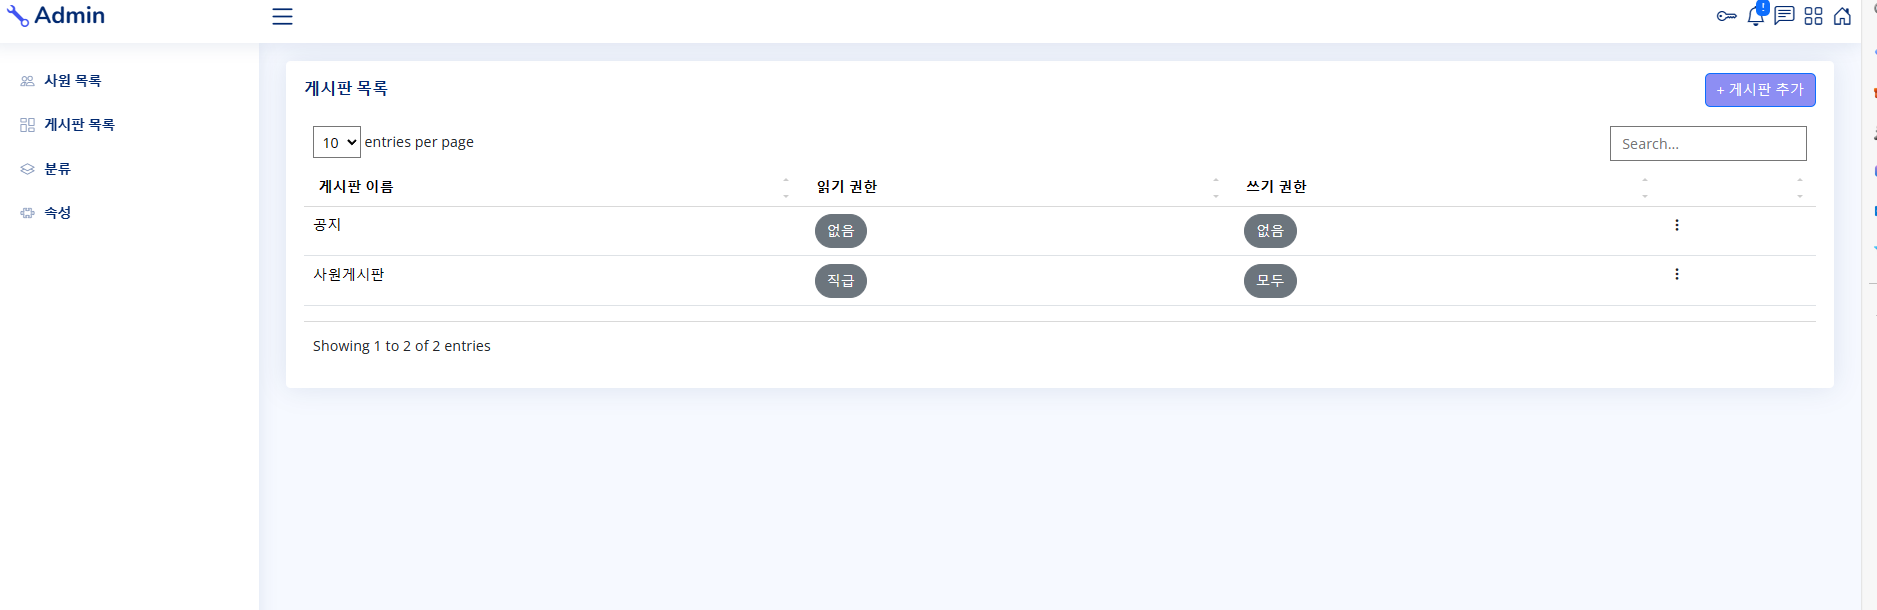 Admin
!
사원 목록
게시판 목록
분류
속성
게시판 목록
+ 게시판 추가
10 entries per page
Search...
게시판 이름 읽기 권한 쓰기 권한
공지 없음 없음
사원게시판 직급 모두
Showing 1 to 2 of 2 entries